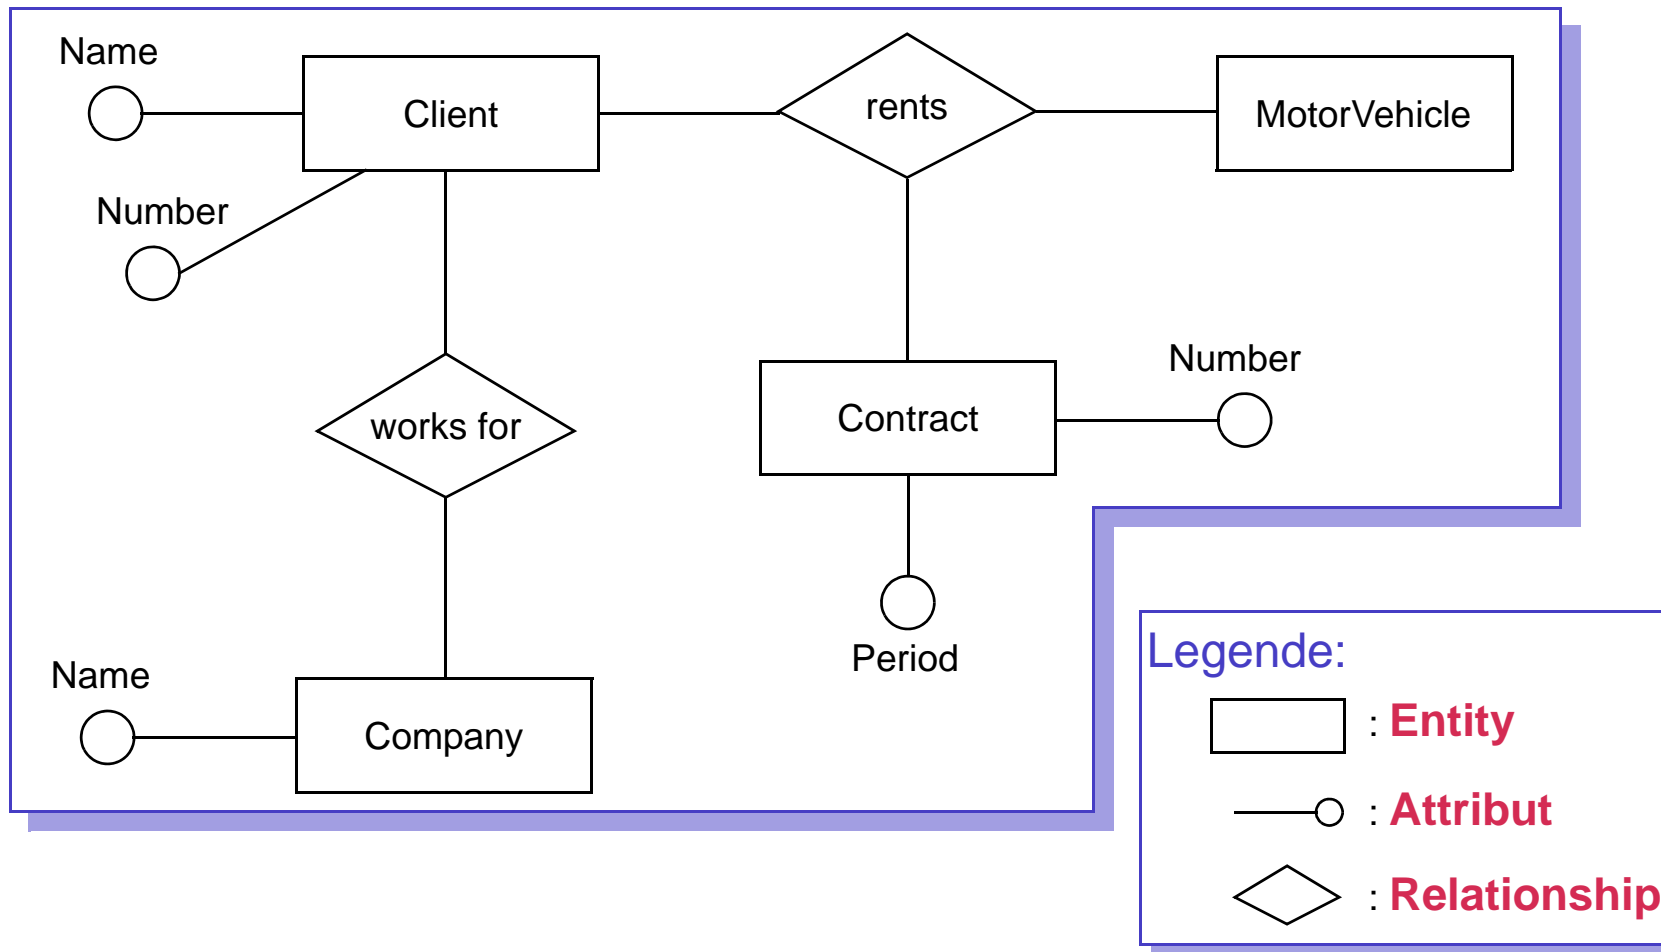 Name
Client
rents
MotorVehicle
Number
Number
Contract
works for
Period
Name
Company
Legende:
: Entity
: Attribut
: Relationship